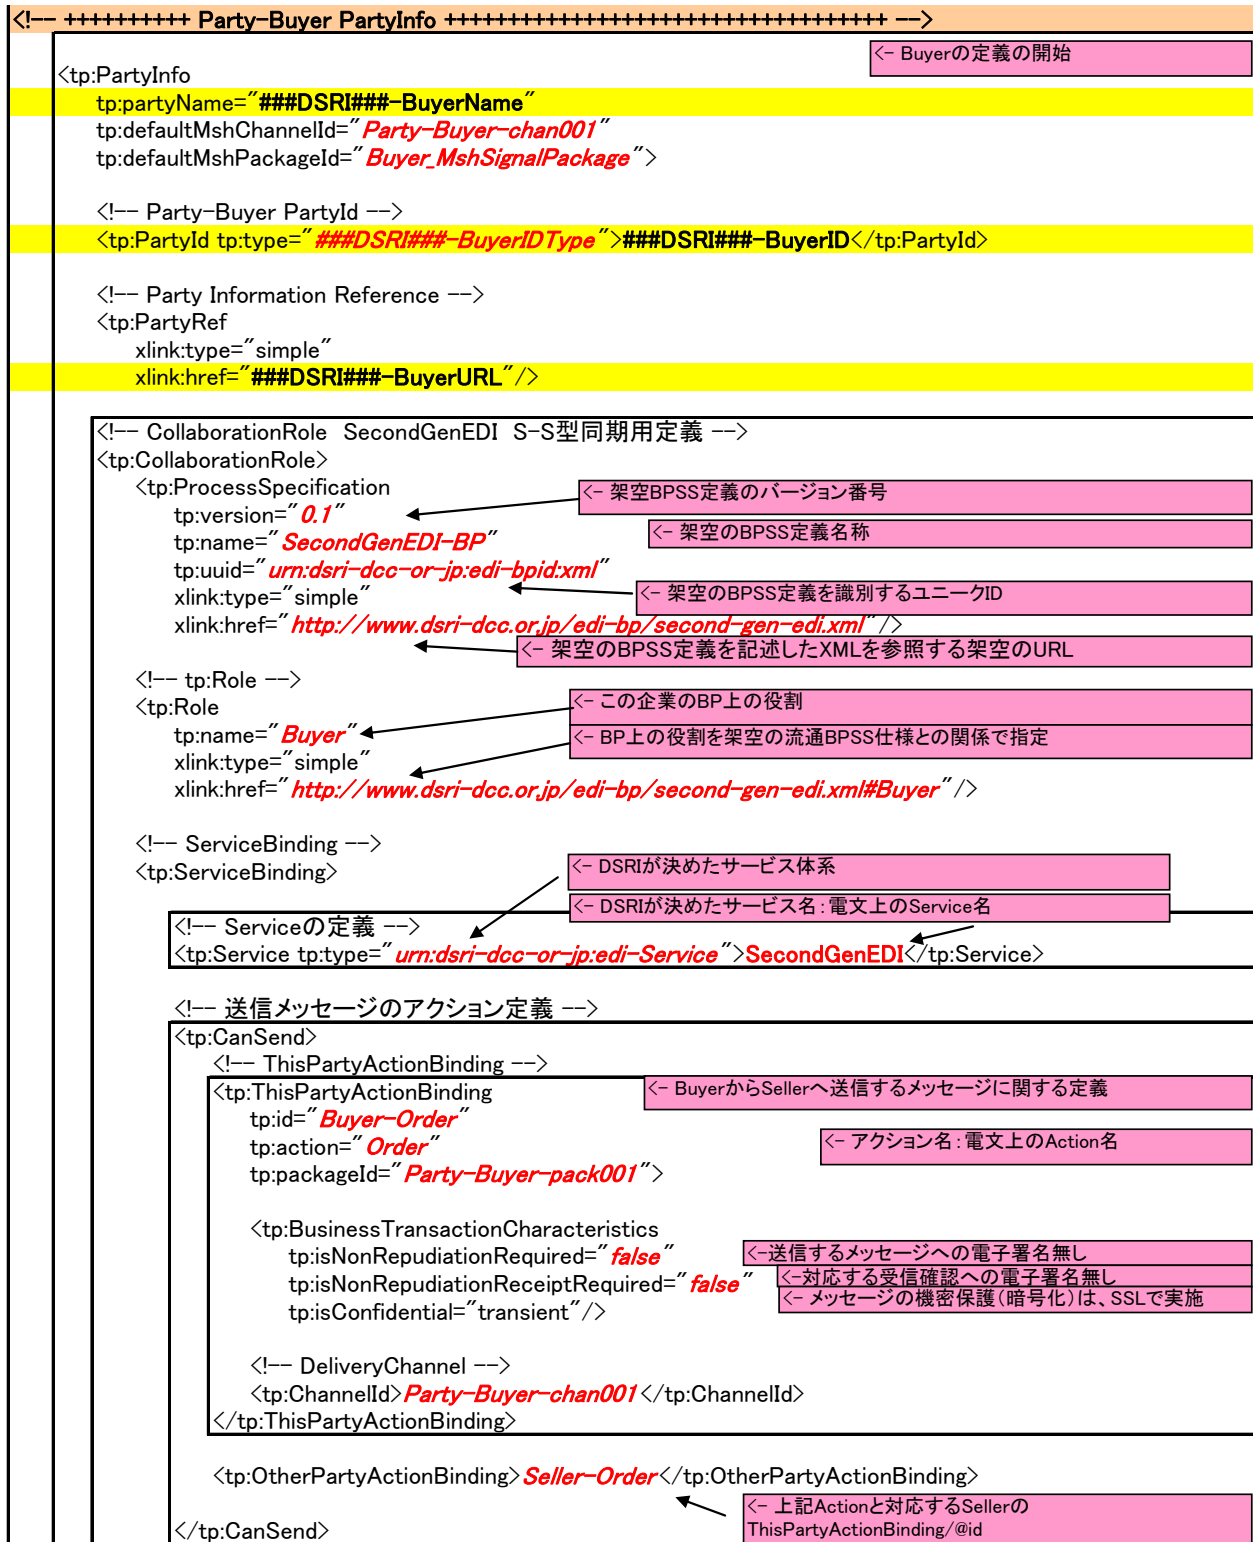 <!-- ++++++++++ Party-Buyer PartyInfo ++++++++++++++++++++++++++++++++++ -->
<- Buyerの定義の開始
<tp:PartyInfo
tp:partyName="###DSRI###-BuyerName"
tp:defaultMshChannelId="Party-Buyer-chan001"
tp:defaultMshPackageId="Buyer_MshSignalPackage">
<!-- Party-Buyer PartyId -->
<tp:PartyId tp:type="###DSRI###-BuyerIDType">###DSRI###-BuyerID</tp:PartyId>
<!-- Party Information Reference -->
<tp:PartyRef
xlink:type="simple"
xlink:href="###DSRI###-BuyerURL"/>
<!-- CollaborationRole SecondGenEDI S-S型同期用定義 -->
<tp:CollaborationRole>
<tp:ProcessSpecification
<- 架空BPSS定義のバージョン番号
tp:version="0.1"
tp:name="SecondGenEDI-BP"
<- 架空のBPSS定義名称
tp:uuid="urn:dsri-dcc-or-jp:edi-bpid:xml"
xlink:type="simple"
<- 架空のBPSS定義を識別するユニークID
xlink:href="http://www.dsri-dcc.or.jp/edi-bp/second-gen-edi.xml"/>
<- 架空のBPSS定義を記述したXMLを参照する架空のURL
<!-- tp:Role -->
<tp:Role
<- この企業のBP上の役割
tp:name="Buyer"
<- BP上の役割を架空の流通BPSS仕様との関係で指定
xlink:type="simple"
xlink:href="http://www.dsri-dcc.or.jp/edi-bp/second-gen-edi.xml#Buyer"/>
<!-- ServiceBinding -->
<tp:ServiceBinding>
<- DSRIが決めたサービス体系
<- DSRIが決めたサービス名：電文上のService名
<!-- Serviceの定義 -->
<tp:Service tp:type="urn:dsri-dcc-or-jp:edi-Service">SecondGenEDI</tp:Service>
<!-- 送信メッセージのアクション定義 -->
<tp:CanSend>
<!-- ThisPartyActionBinding -->
<tp:ThisPartyActionBinding
<- BuyerからSellerへ送信するメッセージに関する定義
tp:id="Buyer-Order"
tp:action="Order"
<- アクション名：電文上のAction名
tp:packageId="Party-Buyer-pack001">
<tp:BusinessTransactionCharacteristics
tp:isNonRepudiationRequired="false"
<-送信するメッセージへの電子署名無し
tp:isNonRepudiationReceiptRequired="false"
<-対応する受信確認への電子署名無し
tp:isConfidential="transient"/>
<- メッセージの機密保護（暗号化）は、SSLで実施
<!-- DeliveryChannel -->
<tp:ChannelId>Party-Buyer-chan001</tp:ChannelId>
</tp:ThisPartyActionBinding>
<tp:OtherPartyActionBinding>Seller-Order</tp:OtherPartyActionBinding>
<- 上記Actionと対応するSellerの
ThisPartyActionBinding/@id
</tp:CanSend>